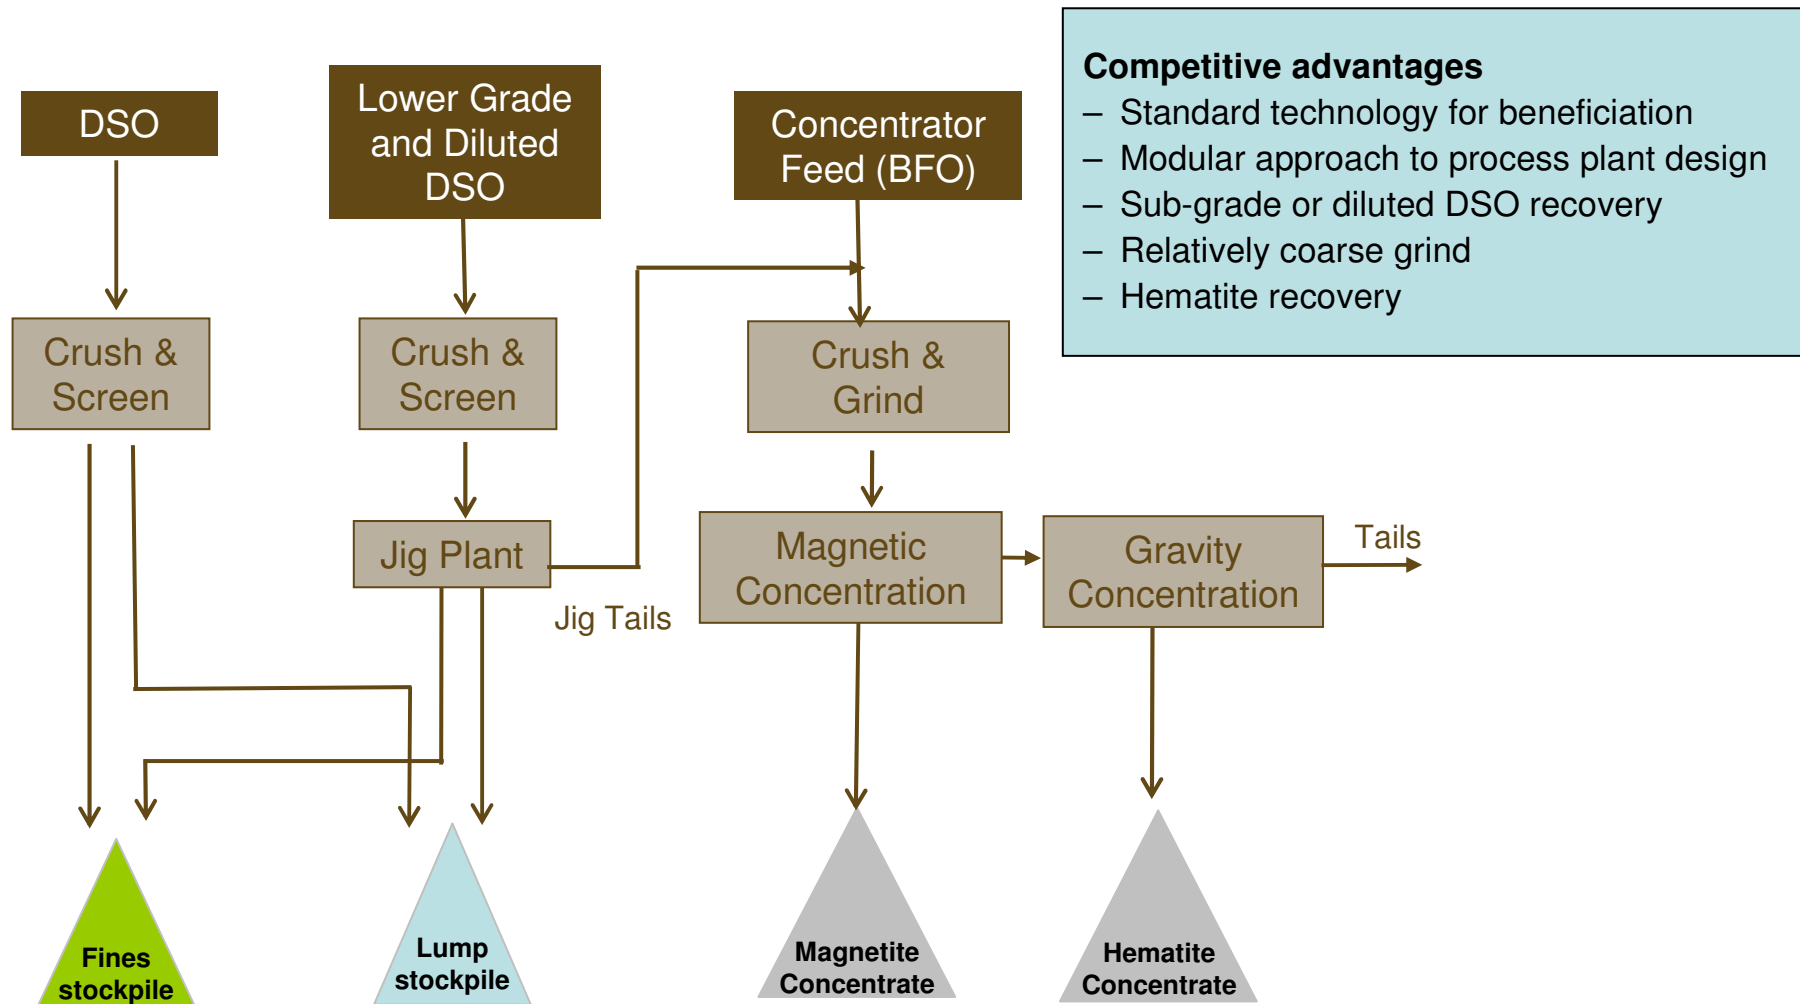 DSO
Lower Grade
and Diluted
DSO
Concentrator
Feed (BFO)
Competitive advantages
– Standard technology for beneficiation
– Modular approach to process plant design
– Sub-grade or diluted DSO recovery
– Relatively coarse grind
– Hematite recovery
Crush &
Screen
Crush &
Screen
Crush &
Grind
Jig Plant
Jig Tails
Magnetic
Concentration
Gravity
Concentration
Tails
Fines
stockpile
Lump
stockpile
Magnetite
Concentrate
Hematite
Concentrate